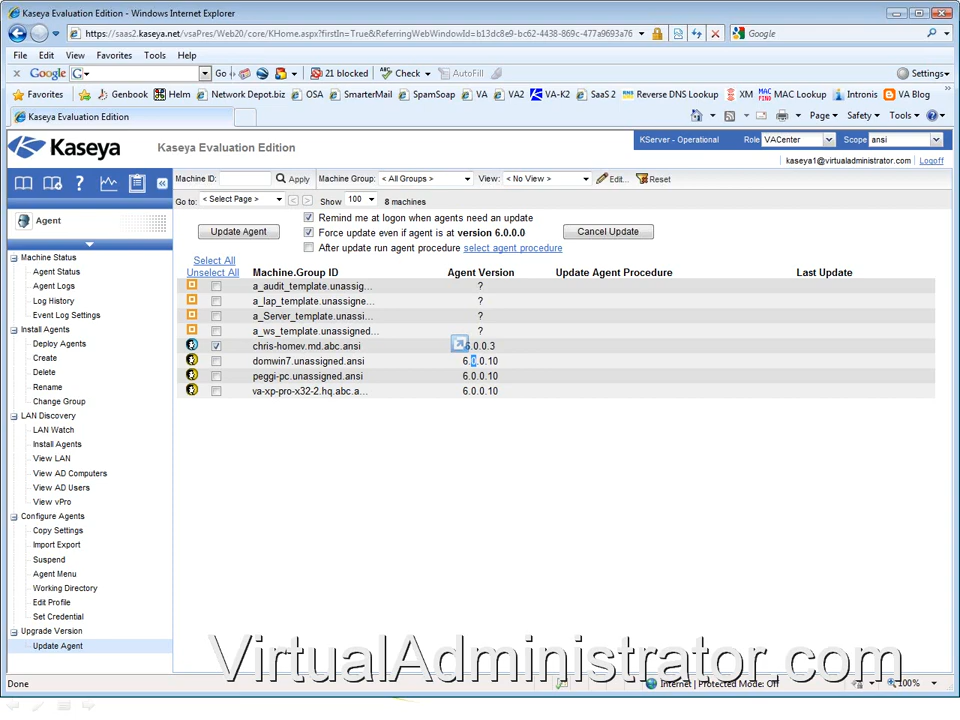 Kaseya Evaluation Edition - Windows Internet Explorer
https://saas2.kaseya.net/vsaPres/Web20/core/KHome.aspx?firstIn=True&ReferringWebWindowId=b13dc8e9-bc62-4438-869c-477a9693a76
Google
File Edit View Favorites Tools Help
x Google G Go 21 blocked ABC Check AutoFill Settings
Favorites Genbook Helm Network Depot.biz OSA SmarterMail SpamSoap VA VA2 VA-K2 SaaS 2 Reverse DNS Lookup XM MAC Lookup Intronis VA Blog »
Kaseya Evaluation Edition
Page Safety Tools
Kaseya Kaseya Evaluation Edition KServer - Operational Role VACenter Scope ansi
kaseya1@virtualadministrator.com Logoff
Machine ID: Apply Machine Group: < All Groups > View: < No View > Edit... Reset
Go to: < Select Page > < > Show 100 8 machines
Agent
Update Agent
Remind me at logon when agents need an update
Force update even if agent is at version 6.0.0.0
After update run agent procedure select agent procedure
Cancel Update
Select All
Unselect All
Machine.Group ID Agent Version Update Agent Procedure Last Update
a_audit_template.unassig... ?
a_lap_template.unassigne... ?
a_Server_template.unassi... ?
a_ws_template.unassigned... ?
chris-homev.md.abc.ansi 6.0.0.3
domwin7.unassigned.ansi 6.0.0.10
peggi-pc.unassigned.ansi 6.0.0.10
va-xp-pro-x32-2.hq.abc.a... 6.0.0.10
Machine Status
Agent Status
Agent Logs
Log History
Event Log Settings
Install Agents
Deploy Agents
Create
Delete
Rename
Change Group
LAN Discovery
LAN Watch
Install Agents
View LAN
View AD Computers
View AD Users
View vPro
Configure Agents
Copy Settings
Import Export
Suspend
Agent Menu
Working Directory
Edit Profile
Set Credential
Upgrade Version
Update Agent
VirtualAdministrator.com
Done Internet | Protected Mode: Off 100%